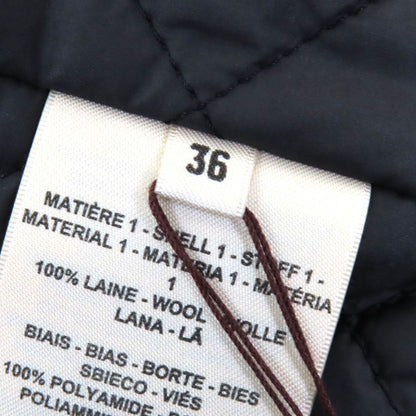 36
MATIÈRE 1 - SHELL 1 - STOFF 1 -
MATERIAL 1 - MATERIA 1 - MATÉRIA
1
100% LAINE - WOOL - WOLLE
LANA - LÃ
BIAIS - BIAS - BORTE - BIES
SBIECO - VIÉS
100% POLYAMIDE -